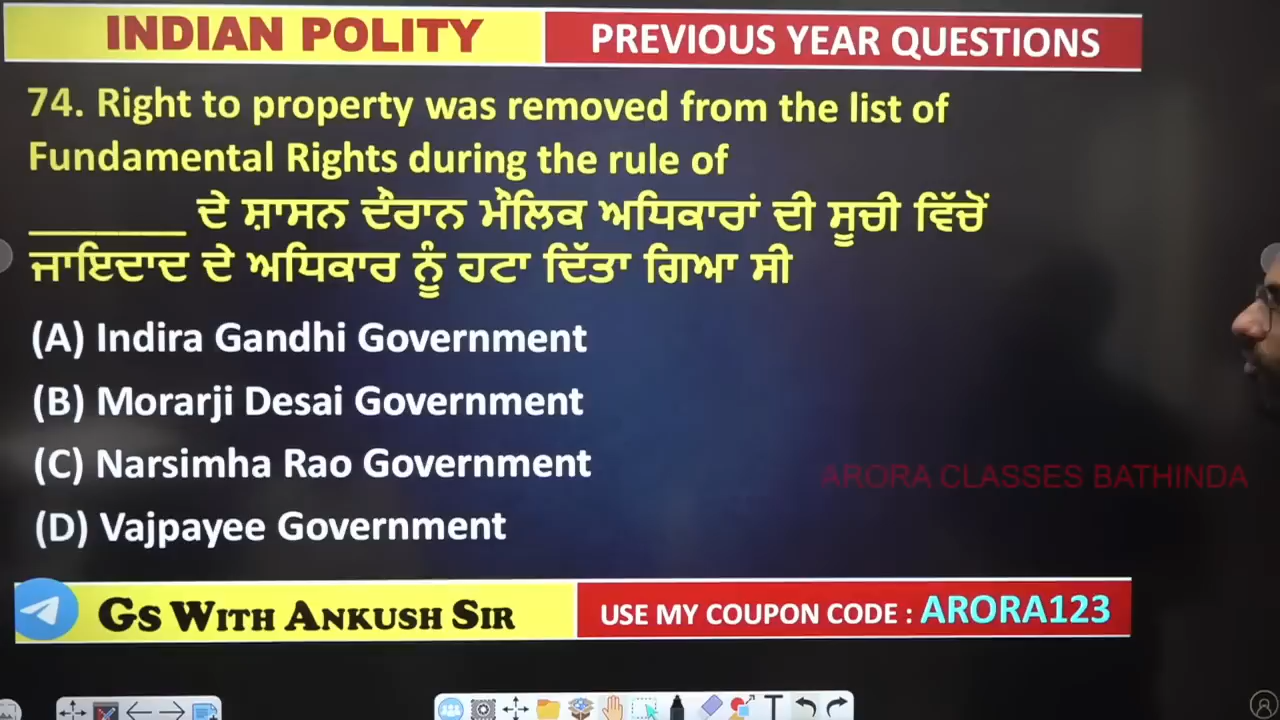 INDIAN POLITY
PREVIOUS YEAR QUESTIONS
74. Right to property was removed from the list of
Fundamental Rights during the rule of
________ ਦੇ ਸ਼ਾਸਨ ਦੌਰਾਨ ਮੌਲਿਕ ਅਧਿਕਾਰਾਂ ਦੀ ਸੂਚੀ ਵਿੱਚੋਂ
ਜਾਇਦਾਦ ਦੇ ਅਧਿਕਾਰ ਨੂੰ ਹਟਾ ਦਿੱਤਾ ਗਿਆ ਸੀ
(A) Indira Gandhi Government
(B) Morarji Desai Government
(C) Narsimha Rao Government
ARORA CLASSES BATHINDA
(D) Vajpayee Government
GS WITH ANKUSH SIR
USE MY COUPON CODE : ARORA123